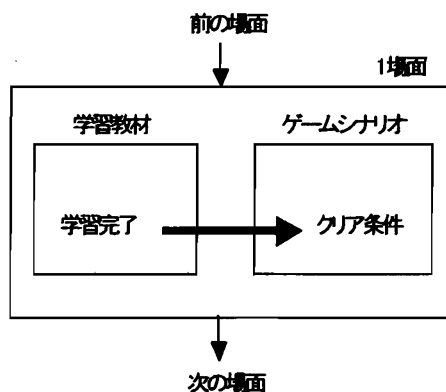 前の場面
1場面
学習教材
ゲームシナリオ
学習完了
クリア条件
次の場面